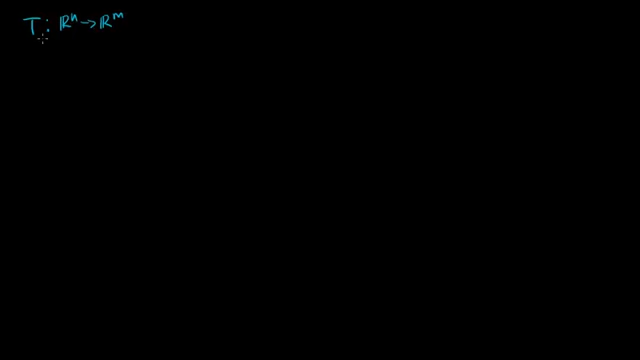 T: ℝⁿ → ℝᵐ